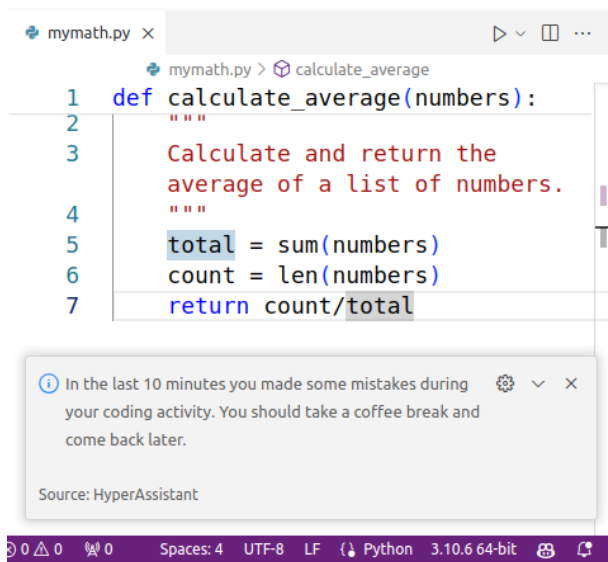 mymath.py
mymath.py > calculate_average
1 def calculate_average(numbers):
2 """
3 Calculate and return the
average of a list of numbers.
4 """
5 total = sum(numbers)
6 count = len(numbers)
7 return count/total
In the last 10 minutes you made some mistakes during
your coding activity. You should take a coffee break and
come back later.
Source: HyperAssistant
0 0 0 Spaces: 4 UTF-8 LF Python 3.10.6 64-bit